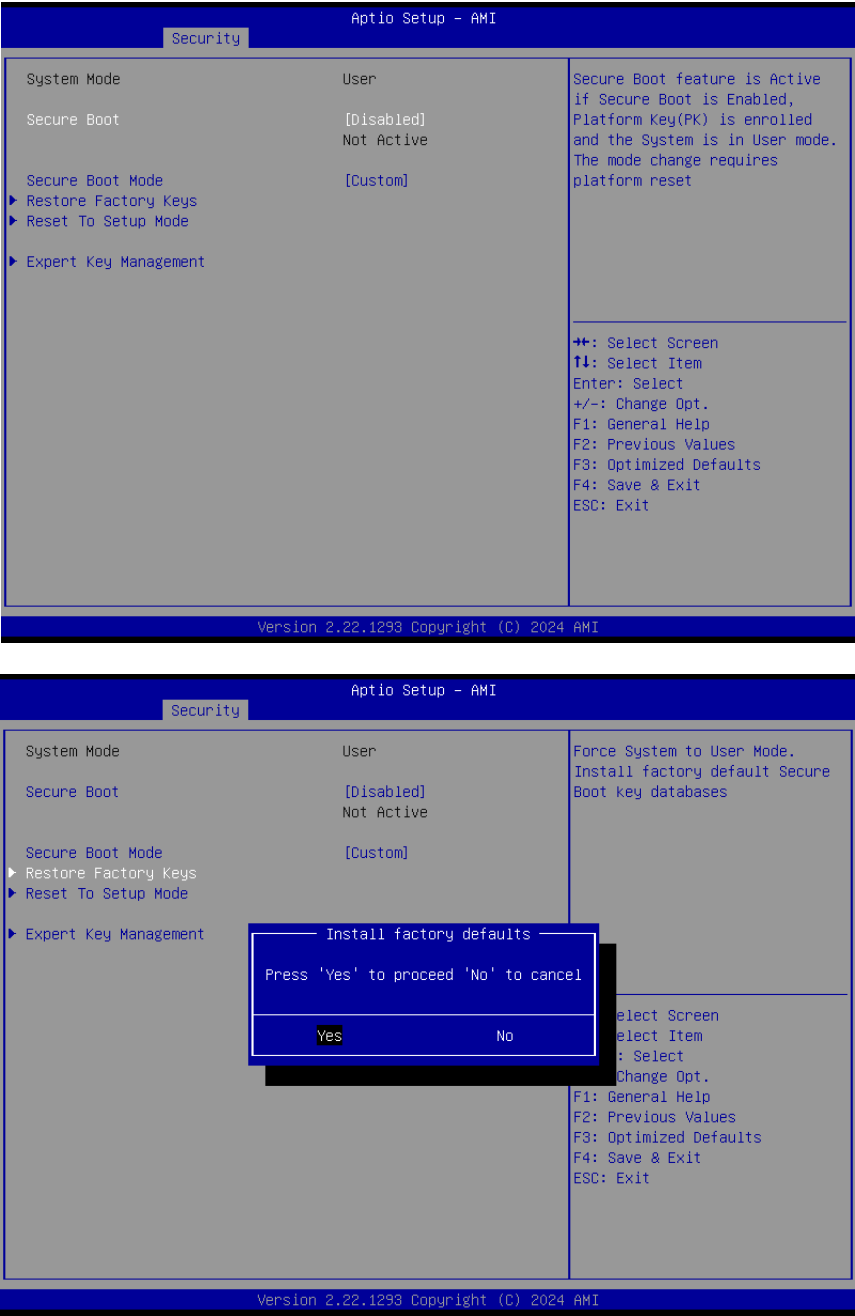 Aptio Setup - AMI
Security
System Mode User
Secure Boot [Disabled]
Not Active
Secure Boot Mode [Custom]
Restore Factory Keys
Reset To Setup Mode
Expert Key Management
Secure Boot feature is Active
if Secure Boot is Enabled,
Platform Key(PK) is enrolled
and the System is in User mode.
The mode change requires
platform reset
→←: Select Screen
↑↓: Select Item
Enter: Select
+/-: Change Opt.
F1: General Help
F2: Previous Values
F3: Optimized Defaults
F4: Save & Exit
ESC: Exit
Version 2.22.1293 Copyright (C) 2024 AMI
Aptio Setup - AMI
Security
System Mode User
Secure Boot [Disabled]
Not Active
Secure Boot Mode [Custom]
Restore Factory Keys
Reset To Setup Mode
Expert Key Management
Install factory defaults
Press 'Yes' to proceed 'No' to cancel
Yes No
Force System to User Mode.
Install factory default Secure
Boot key databases
elect Screen
elect Item
: Select
Change Opt.
F1: General Help
F2: Previous Values
F3: Optimized Defaults
F4: Save & Exit
ESC: Exit
Version 2.22.1293 Copyright (C) 2024 AMI